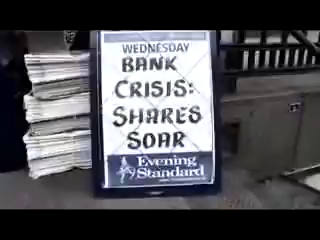 WEDNESDAY
BANK
CRISIS:
SHARES
SOAR
Evening
Standard